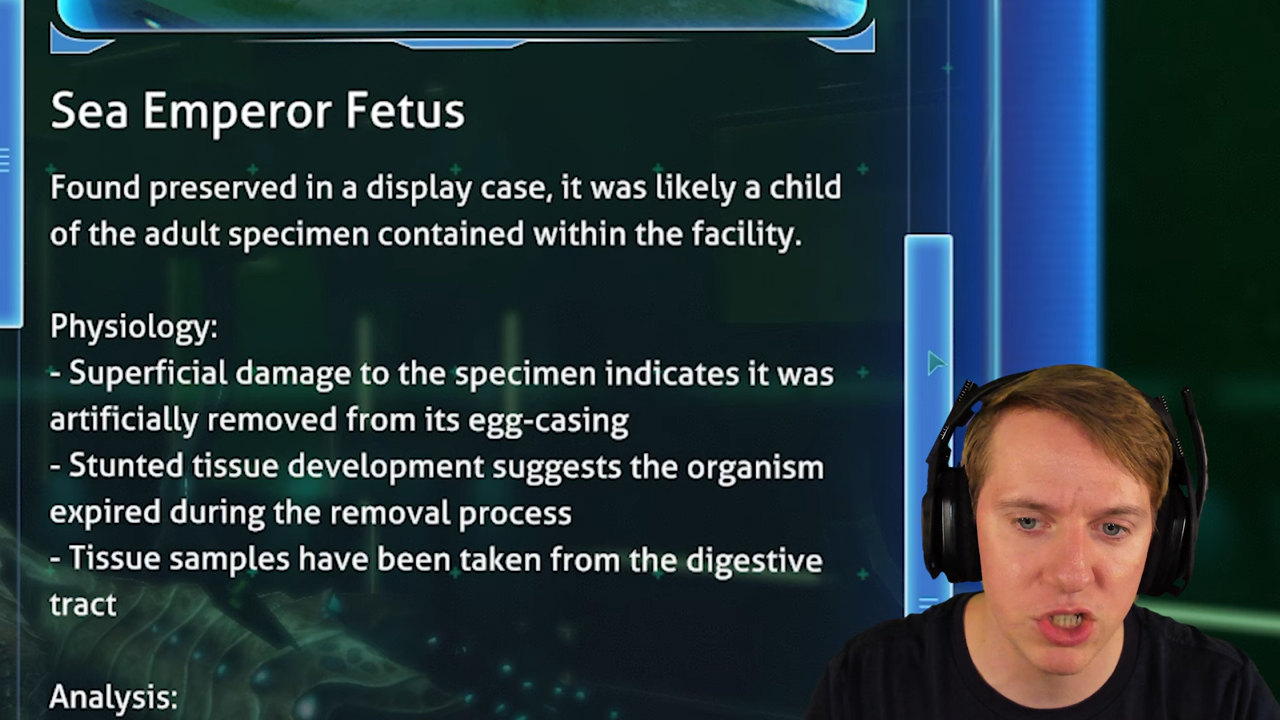 Sea Emperor Fetus
Found preserved in a display case, it was likely a child
of the adult specimen contained within the facility.
Physiology:
- Superficial damage to the specimen indicates it was
artificially removed from its egg-casing
- Stunted tissue development suggests the organism
expired during the removal process
- Tissue samples have been taken from the digestive
tract
Analysis: